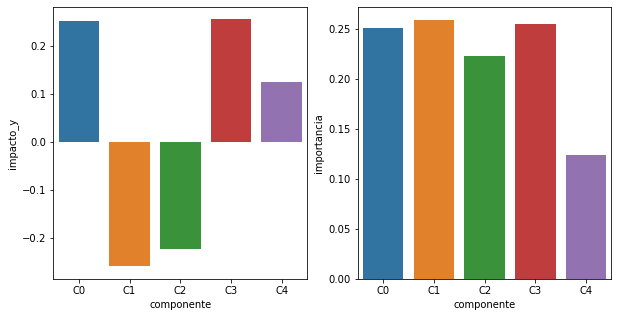 impacto_y
0.2
0.1
0.0
−0.1
−0.2
C0 C1 C2 C3 C4
componente
importancia
0.25
0.20
0.15
0.10
0.05
0.00
C0 C1 C2 C3 C4
componente